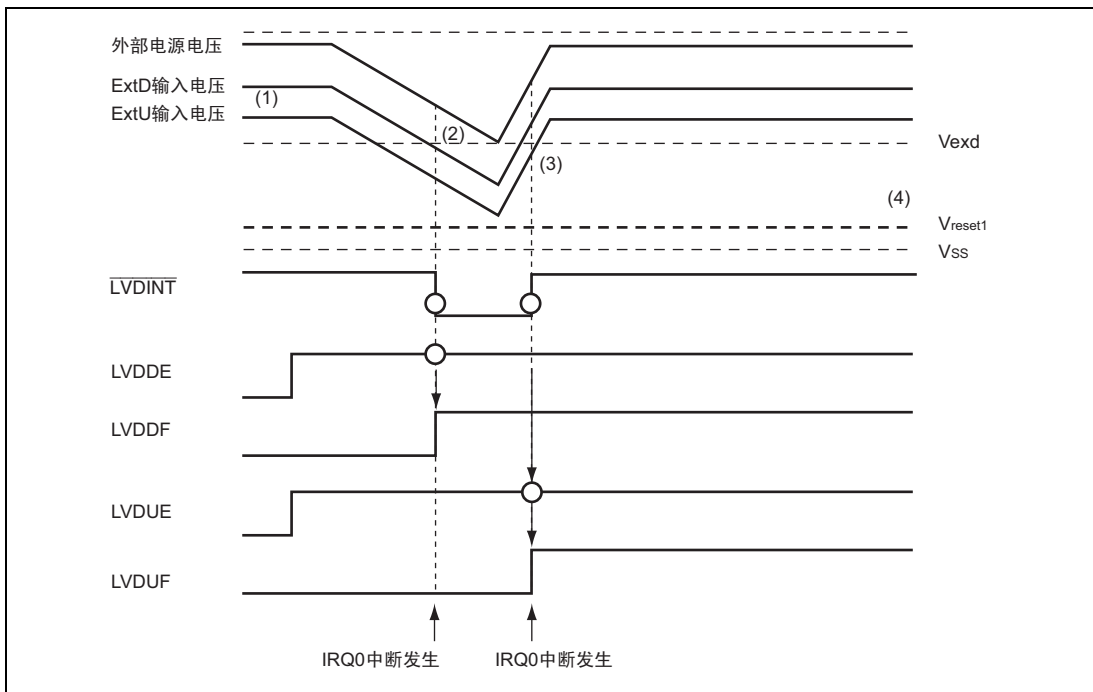 外部电源电压
ExtD输入电压
(1)
ExtU输入电压
(2)
Vexd
(3)
(4)
Vreset1
VSS
LVDINT
LVDDE
LVDDF
LVDUE
LVDUF
IRQ0中断发生 IRQ0中断发生